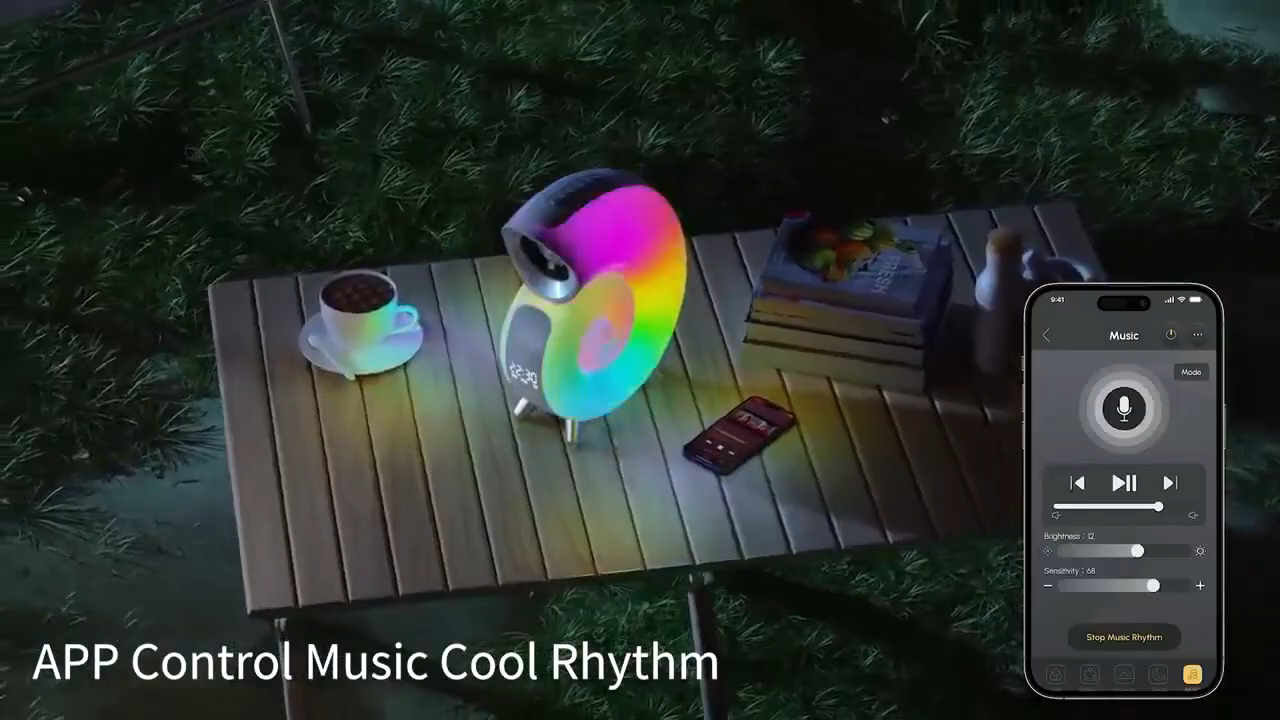 12:30
FRESH
9:41
Music
Mode
Brightness : 12
Sensitivity : 68
Stop Music Rhythm
APP Control Music Cool Rhythm